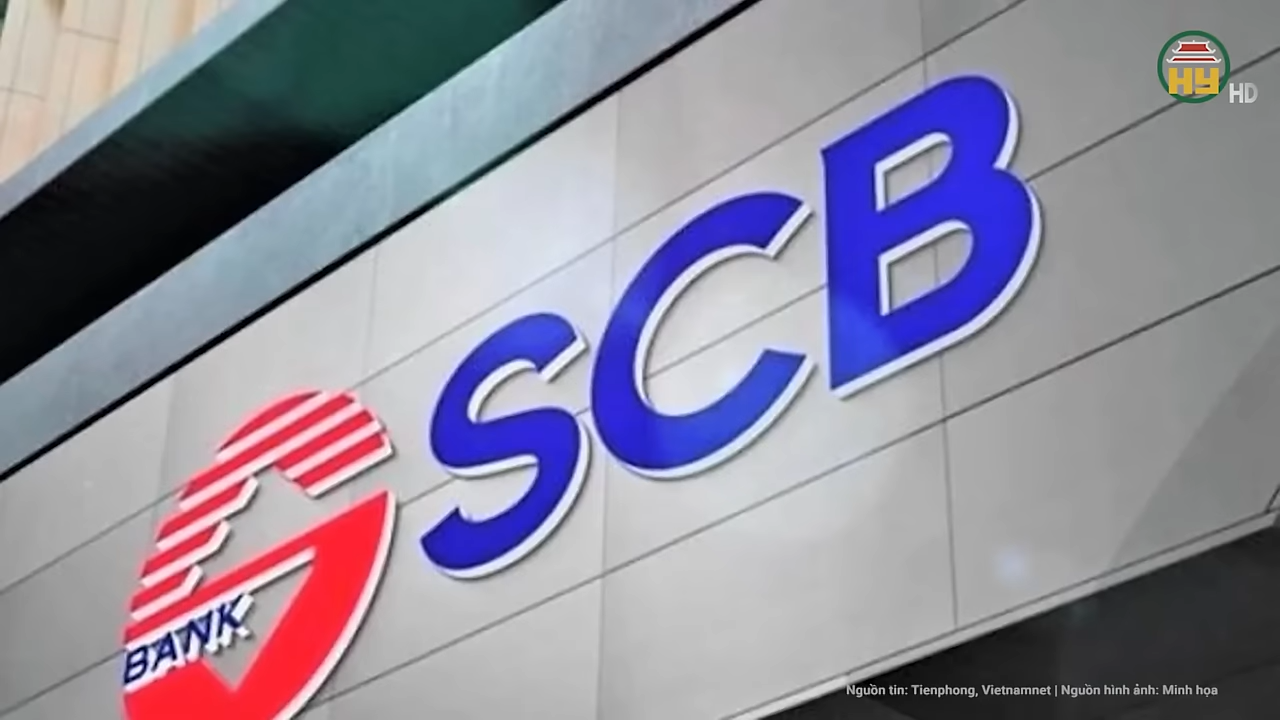 HY HD
SCB
BANK
Nguồn tin: Tienphong, Vietnamnet | Nguồn hình ảnh: Minh họa